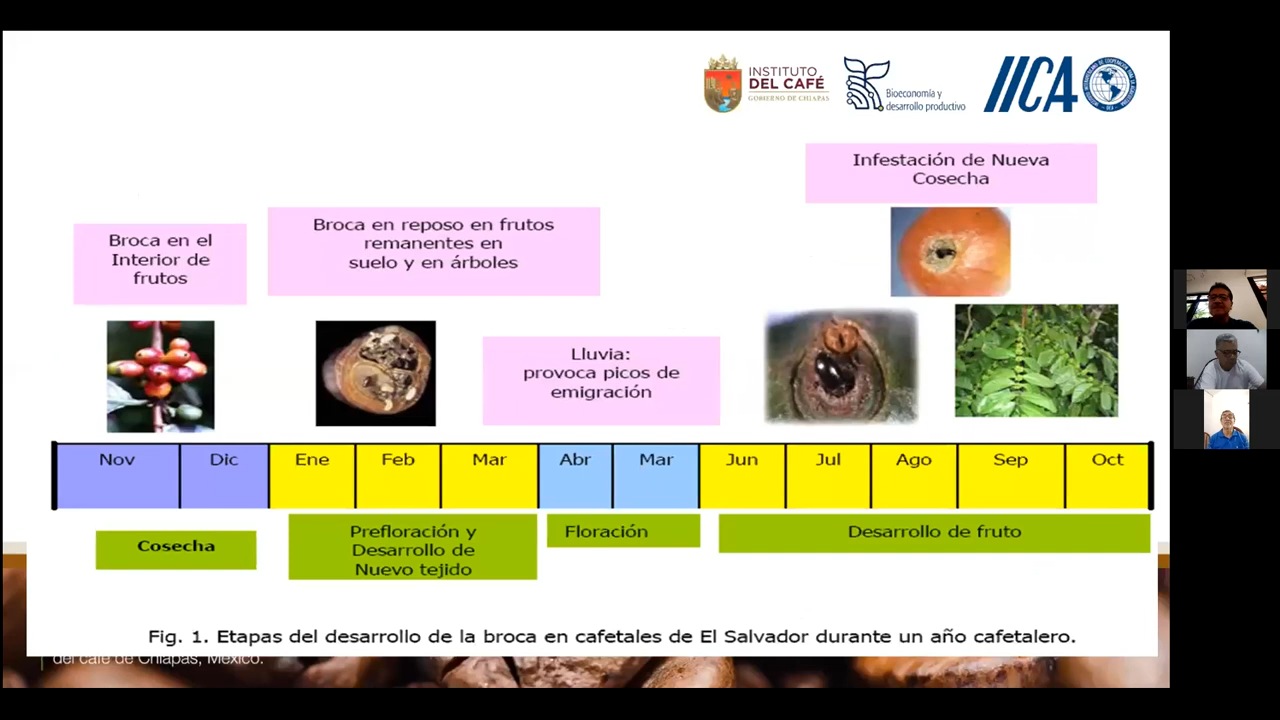 INSTITUTO
DEL CAFÉ
GOBIERNO DE CHIAPAS
Bioeconomía y
desarrollo productivo
IICA
Infestación de Nueva
Cosecha
Broca en el
Interior de
frutos
Broca en reposo en frutos
remanentes en
suelo y en árboles
Lluvia:
provoca picos de
emigración
Nov
Dic
Ene
Feb
Mar
Abr
Mar
Jun
Jul
Ago
Sep
Oct
Cosecha
Prefloración y
Desarrollo de
Nuevo tejido
Floración
Desarrollo de fruto
Fig. 1. Etapas del desarrollo de la broca en cafetales de El Salvador durante un año cafetalero.
del café de Chiapas, México.